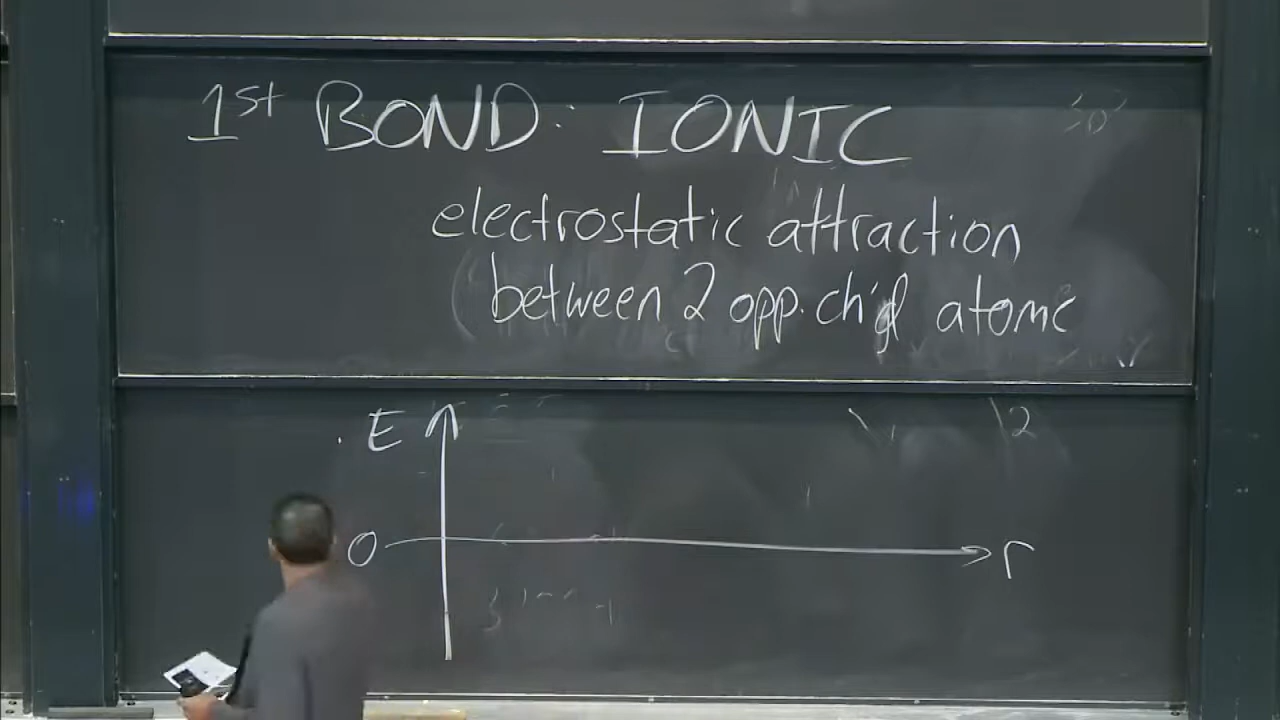 1st BOND: IONIC
electrostatic attraction
between 2 opp. ch'gd atoms
E
0
r